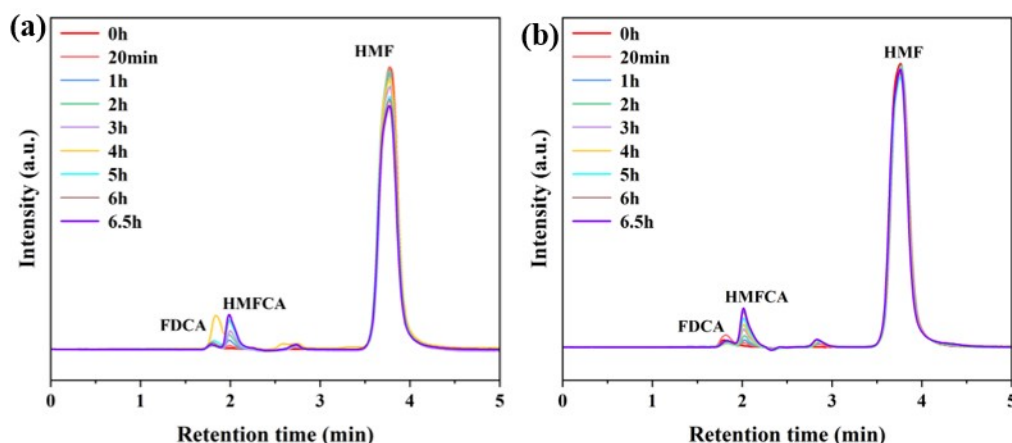 (a)
0h
20min
1h
2h
3h
4h
5h
6h
6.5h
HMF
FDCA
HMFCA
Intensity (a.u.)
0 1 2 3 4 5
Retention time (min)
(b)
0h
20min
1h
2h
3h
4h
5h
6h
6.5h
HMF
HMFCA
FDCA
Intensity (a.u.)
0 1 2 3 4 5
Retention time (min)